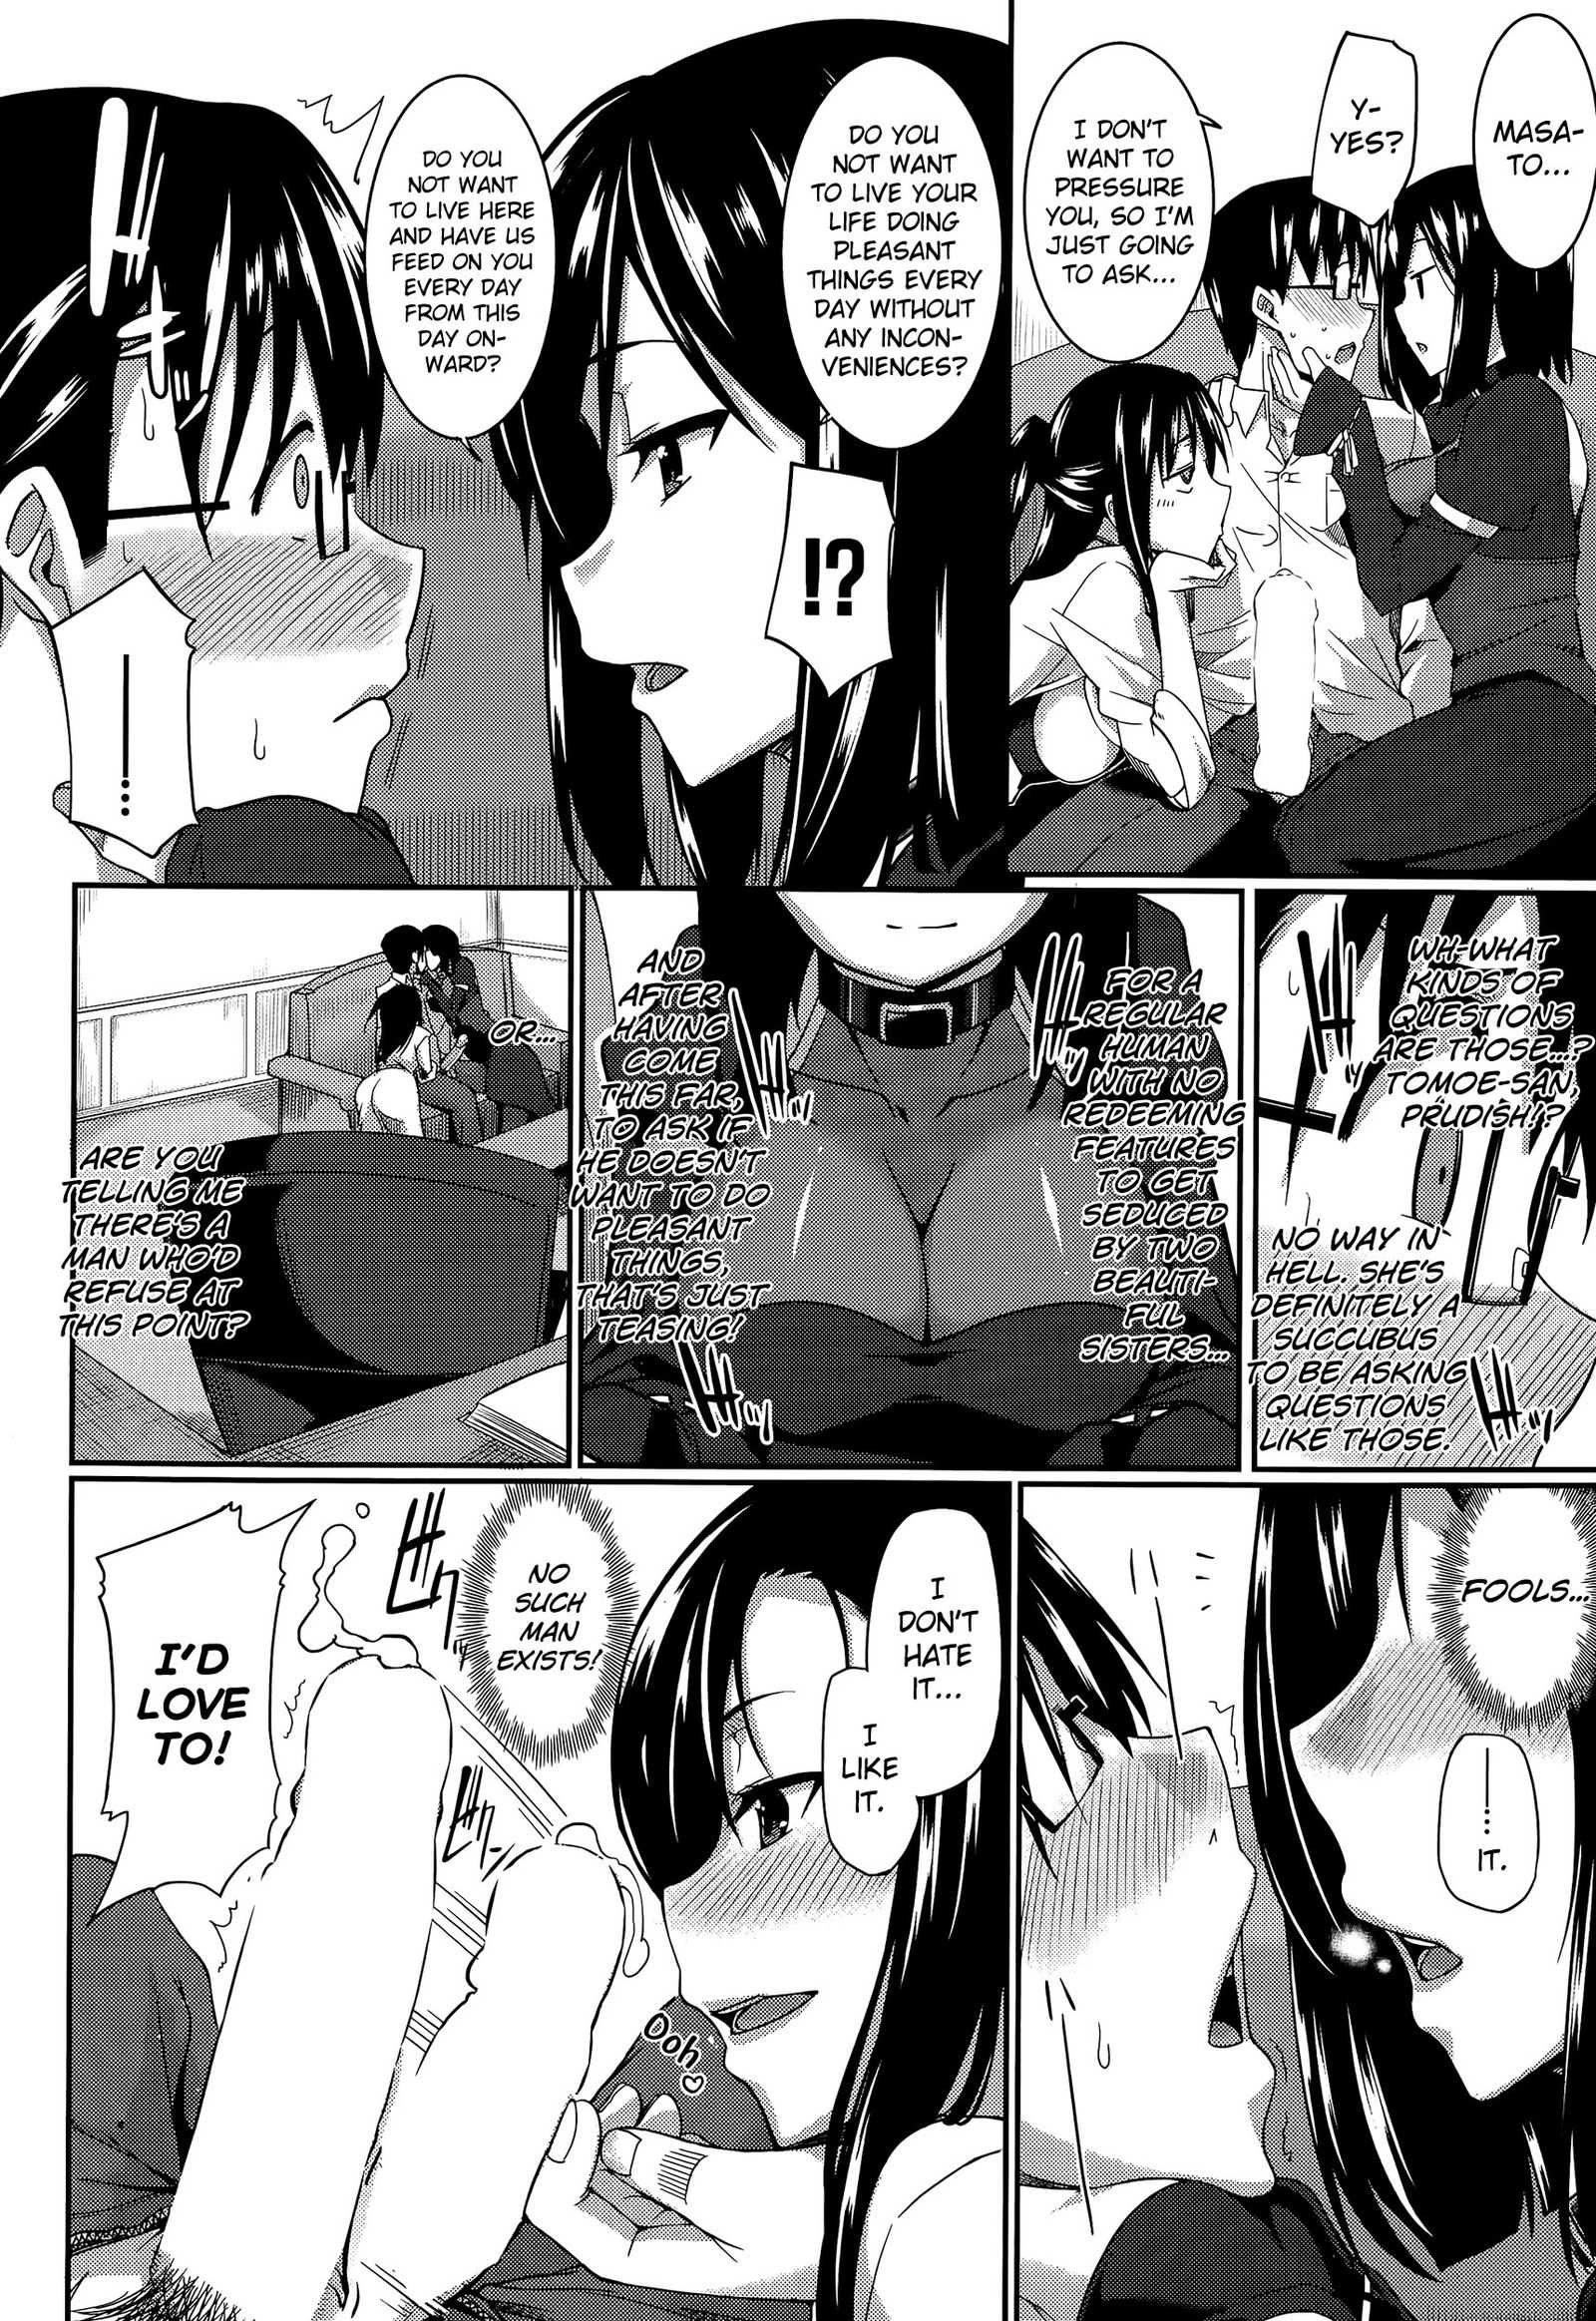 MASA-
TO...
Y-
YES?
I DON'T
WANT TO
PRESSURE
YOU, SO I'M
JUST GOING
TO ASK...
DO YOU
NOT WANT
TO LIVE YOUR
LIFE DOING
PLEASANT
THINGS EVERY
DAY WITHOUT
ANY INCON-
VENIENCES?
!?
DO YOU
NOT WANT
TO LIVE HERE
AND HAVE US
FEED ON YOU
EVERY DAY
FROM THIS
DAY ON-
WARD?
WH-WHAT
KINDS OF
QUESTIONS
ARE THOSE...?
TOMOE-SAN,
PRUDISH!?
NO WAY IN
HELL. SHE'S
DEFINITELY A
SUCCUBUS
TO BE ASKING
QUESTIONS
LIKE THOSE.
FOR A
REGULAR
HUMAN
WITH NO
REDEEMING
FEATURES
TO GET
SEDUCED
BY TWO
BEAUTI-
FUL
SISTERS...
AND
AFTER
HAVING
COME
THIS FAR,
TO ASK IF
HE DOESN'T
WANT TO DO
PLEASANT
THINGS,
THAT'S JUST
TEASING!
OR...
ARE YOU
TELLING ME
THERE'S A
MAN WHO'D
REFUSE AT
THIS POINT?
FOOLS...
...
IT.
I
DON'T
HATE
IT...
I
LIKE
IT.
NO
SUCH
MAN
EXISTS!
Ooh
♡
I'D
LOVE
TO!